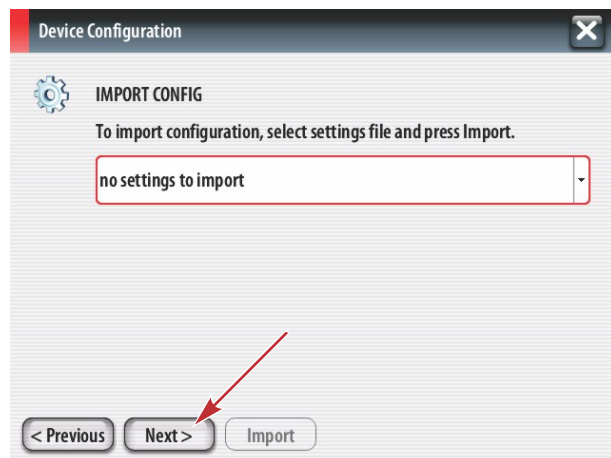 Device Configuration
IMPORT CONFIG
To import configuration, select settings file and press Import.
no settings to import
< Previous Next > Import